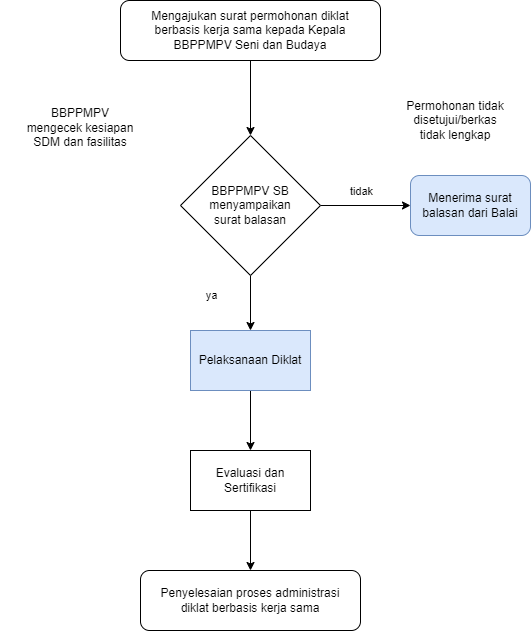 Mengajukan surat permohonan diklat
berbasis kerja sama kepada Kepala
BBPPMPV Seni dan Budaya
BBPPMPV
mengecek kesiapan
SDM dan fasilitas
Permohonan tidak
disetujui/berkas
tidak lengkap
BBPPMPV SB
menyampaikan
surat balasan
tidak
Menerima surat
balasan dari Balai
ya
Pelaksanaan Diklat
Evaluasi dan
Sertifikasi
Penyelesaian proses administrasi
diklat berbasis kerja sama